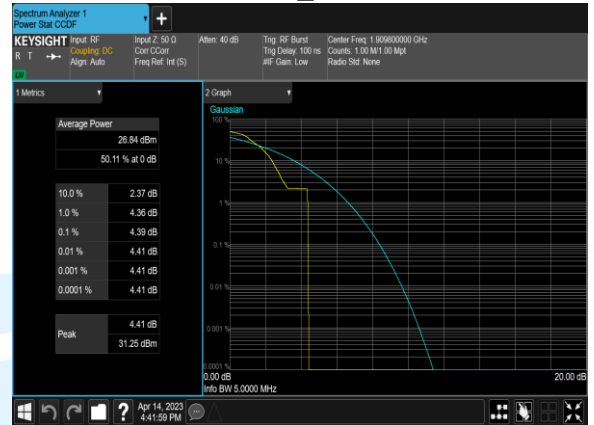 Spectrum Analyzer 1
Power Stat CCDF
+
KEYSIGHT
R T
LXI
Input: RF
Coupling: DC
Align: Auto
Input Z: 50 Ω
Corr CCorr
Freq Ref: Int (S)
Atten: 40 dB
Trig: RF Burst
Trig Delay: 100 ns
#IF Gain: Low
Center Freq: 1.909800000 GHz
Counts: 1.00 M/1.00 Mpt
Radio Std: None
1 Metrics
Average Power
26.84 dBm
50.11 % at 0 dB
10.0 % 2.37 dB
1.0 % 4.36 dB
0.1 % 4.39 dB
0.01 % 4.41 dB
0.001 % 4.41 dB
0.0001 % 4.41 dB
Peak
4.41 dB
31.25 dBm
2 Graph
Gaussian
100 %
10 %
1 %
0.1 %
0.01 %
0.001 %
0.0001 %
0.00 dB 20.00 dB
Info BW 5.0000 MHz
? Apr 14, 2023
4:41:59 PM